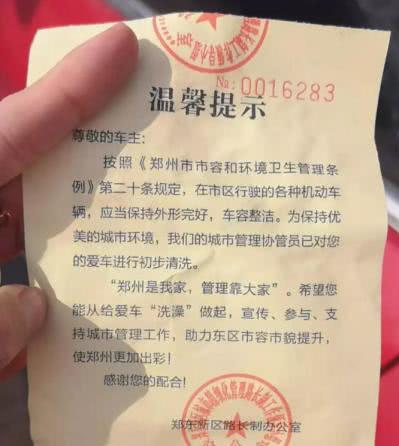 №:0016283
温馨提示
尊敬的车主:
按照《郑州市市容和环境卫生管理条
例》第二十条规定，在市区行驶的各种机动车
辆，应当保持外形完好，车容整洁。为保持优
美的城市环境，我们的城市管理协管员已对您
的爱车进行初步清洗。
“郑州是我家，管理靠大家”。希望您
能从给爱车“洗澡”做起，宣传、参与、支
持城市管理工作，助力东区市容市貌提升，
使郑州更加出彩！
感谢您的配合！
郑东新区路长制办公室